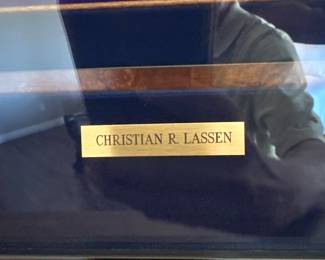 CHRISTIAN R. LASSEN